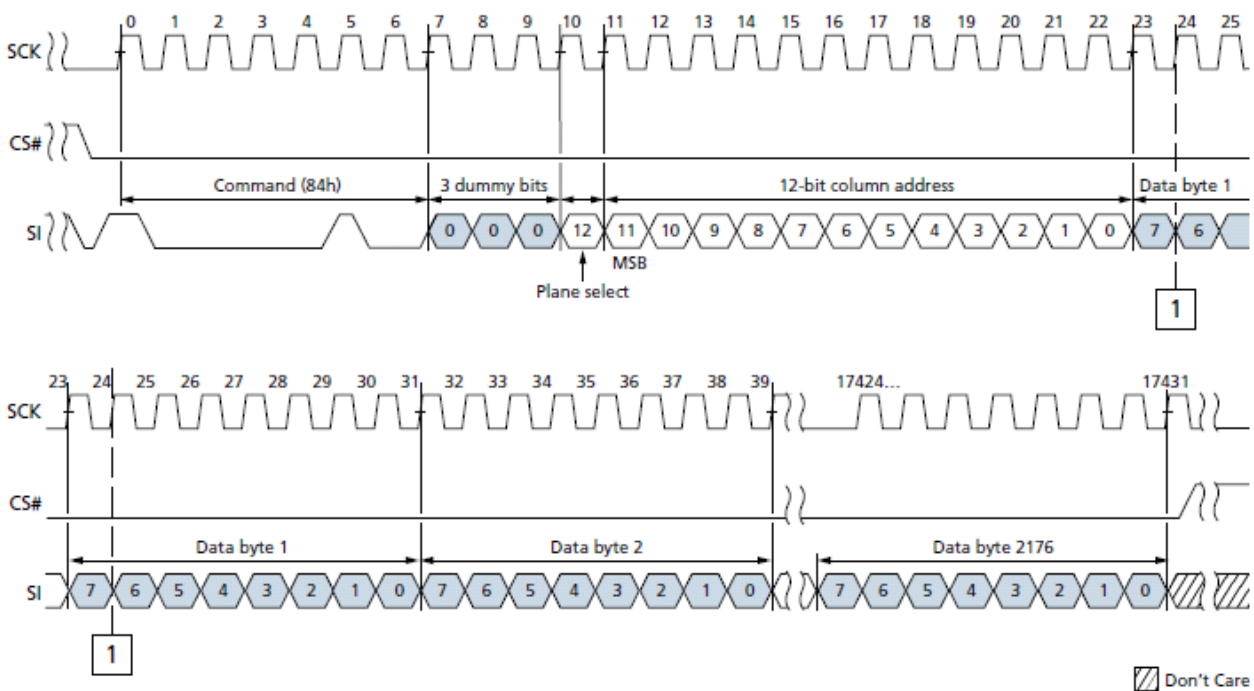 0 1 2 3 4 5 6 7 8 9 10 11 12 13 14 15 16 17 18 19 20 21 22 23 24 25
SCK
CS#
Command (84h) 3 dummy bits 12-bit column address Data byte 1
SI 0 0 0 12 11 10 9 8 7 6 5 4 3 2 1 0 7 6
MSB
Plane select
1
23 24 25 26 27 28 29 30 31 32 33 34 35 36 37 38 39 17424... 17431
SCK
CS#
Data byte 1 Data byte 2 Data byte 2176
SI 7 6 5 4 3 2 1 0 7 6 5 4 3 2 1 0 7 6 5 4 3 2 1 0
1
Don't Care